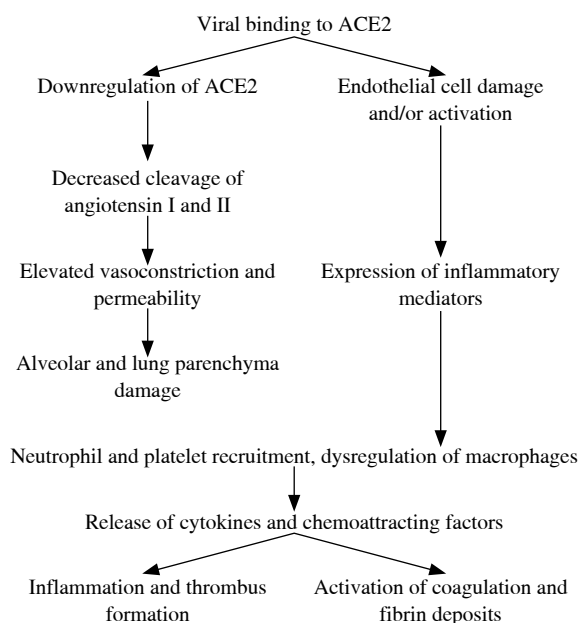 Viral binding to ACE2
Downregulation of ACE2
Endothelial cell damage
and/or activation
Decreased cleavage of
angiotensin I and II
Elevated vasoconstriction and
permeability
Expression of inflammatory
mediators
Alveolar and lung parenchyma
damage
Neutrophil and platelet recruitment, dysregulation of macrophages
Release of cytokines and chemoattracting factors
Inflammation and thrombus
formation
Activation of coagulation and
fibrin deposits